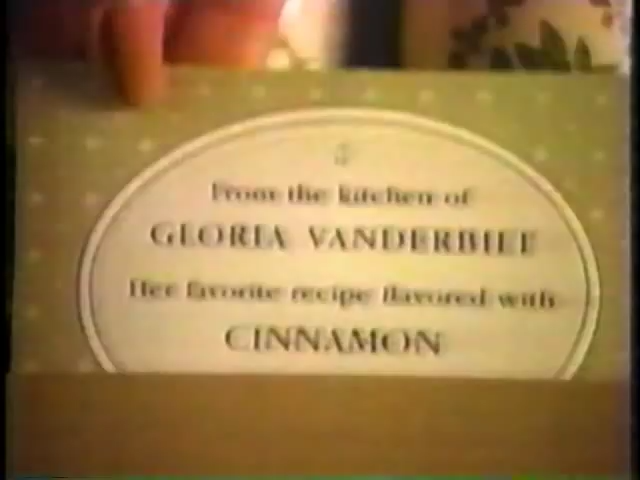 From the kitchen of
GLORIA VANDERBILT
Her favorite recipe flavored with
CINNAMON